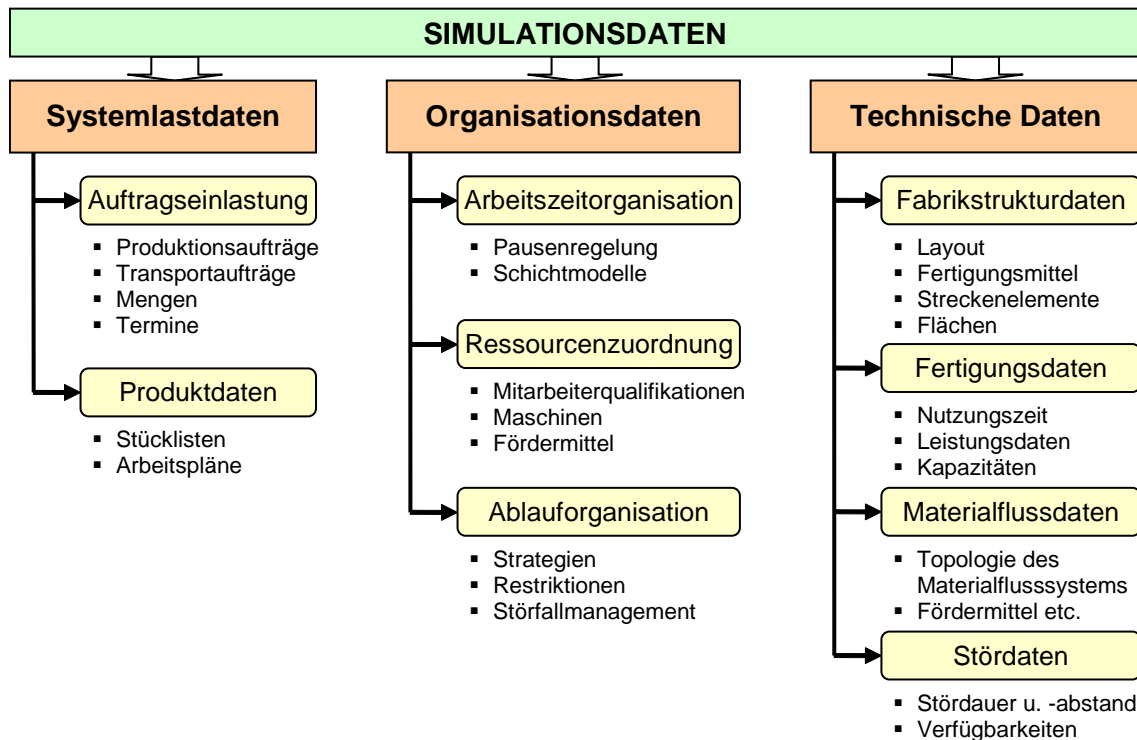 SIMULATIONSDATEN
Systemlastdaten
Auftragseinlastung
▪ Produktionsaufträge
▪ Transportaufträge
▪ Mengen
▪ Termine
Produktdaten
▪ Stücklisten
▪ Arbeitspläne
Organisationsdaten
Arbeitszeitorganisation
▪ Pausenregelung
▪ Schichtmodelle
Ressourcenzuordnung
▪ Mitarbeiterqualifikationen
▪ Maschinen
▪ Fördermittel
Ablauforganisation
▪ Strategien
▪ Restriktionen
▪ Störfallmanagement
Technische Daten
Fabrikstrukturdaten
▪ Layout
▪ Fertigungsmittel
▪ Streckenelemente
▪ Flächen
Fertigungsdaten
▪ Nutzungszeit
▪ Leistungsdaten
▪ Kapazitäten
Materialflussdaten
▪ Topologie des
Materialflusssystems
▪ Fördermittel etc.
Stördaten
▪ Stördauer u. -abstand
▪ Verfügbarkeiten